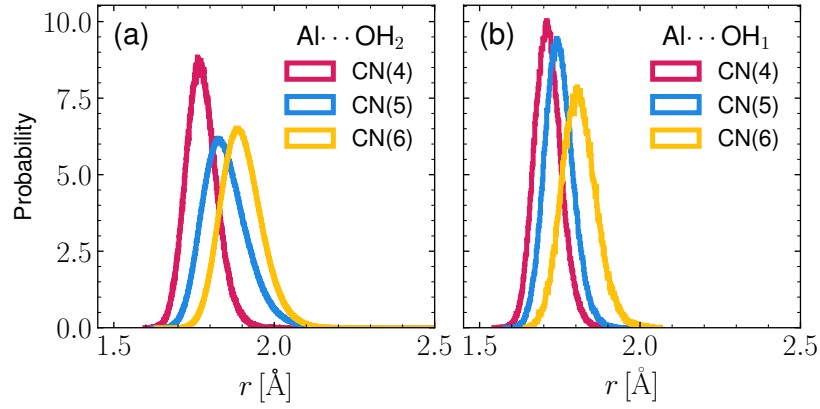 (a) Al···OH₂
CN(4)
CN(5)
CN(6)
(b) Al···OH₁
CN(4)
CN(5)
CN(6)
Probability
10.0
7.5
5.0
2.5
0.0
1.5 2.0 2.5
1.5 2.0 2.5
r [Å]
r [Å]